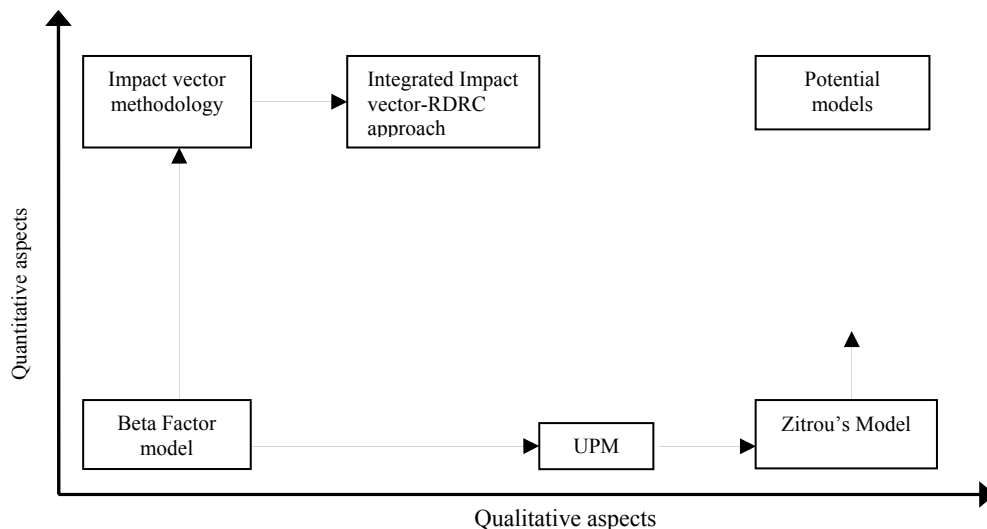 Impact vector
methodology
Integrated Impact
vector-RDRC
approach
Potential
models
Quantitative aspects
Beta Factor
model
UPM
Zitrou’s Model
Qualitative aspects